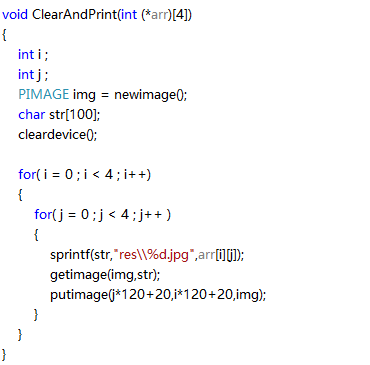 void ClearAndPrint(int (*arr)[4])
{
int i ;
int j ;
PIMAGE img = newimage();
char str[100];
cleardevice();
for( i = 0 ; i < 4 ; i++)
{
for( j = 0 ; j < 4 ; j++ )
{
sprintf(str,"res\\%d.jpg",arr[i][j]);
getimage(img,str);
putimage(j*120+20,i*120+20,img);
}
}
}